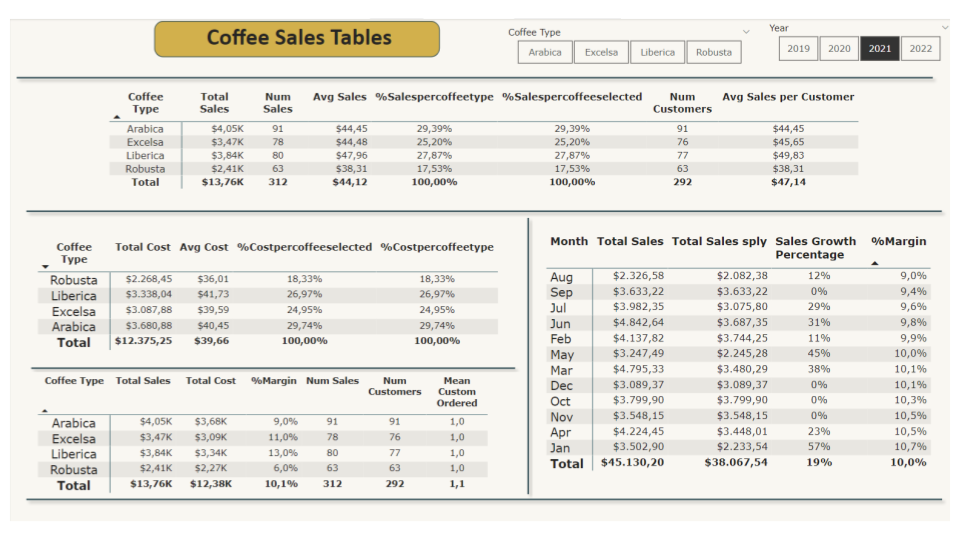 Coffee Sales Tables
Coffee Type
Arabica Excelsa Liberica Robusta
Year
2019 2020 2021 2022
Coffee Type Total Sales Num Sales Avg Sales %Salespercoffeetype %Salespercoffeeselected Num Customers Avg Sales per Customer
Arabica $4,05K 91 $44,45 29,39% 29,39% 91 $44,45
Excelsa $3,47K 78 $44,48 25,20% 25,20% 76 $45,65
Liberica $3,84K 80 $47,96 27,87% 27,87% 77 $49,83
Robusta $2,41K 63 $38,31 17,53% 17,53% 63 $38,31
Total $13,76K 312 $44,12 100,00% 100,00% 292 $47,14
Coffee Type Total Cost Avg Cost %Costpercoffeeselected %Costpercoffeetype
Robusta $2.268,45 $36,01 18,33% 18,33%
Liberica $3.338,04 $41,73 26,97% 26,97%
Excelsa $3.087,88 $39,59 24,95% 24,95%
Arabica $3.680,88 $40,45 29,74% 29,74%
Total $12.375,25 $39,66 100,00% 100,00%
Coffee Type Total Sales Total Cost %Margin Num Sales Num Customers Mean Custom Ordered
Arabica $4,05K $3,68K 9,0% 91 91 1,0
Excelsa $3,47K $3,09K 11,0% 78 76 1,0
Liberica $3,84K $3,34K 13,0% 80 77 1,0
Robusta $2,41K $2,27K 6,0% 63 63 1,0
Total $13,76K $12,38K 10,1% 312 292 1,1
Month Total Sales Total Sales sply Sales Growth Percentage %Margin
Aug $2.326,58 $2.082,38 12% 9,0%
Sep $3.633,22 $3.633,22 0% 9,4%
Jul $3.982,35 $3.075,80 29% 9,6%
Jun $4.842,64 $3.687,35 31% 9,8%
Feb $4.137,82 $3.744,25 11% 9,9%
May $3.247,49 $2.245,28 45% 10,0%
Mar $4.795,33 $3.480,29 38% 10,1%
Dec $3.089,37 $3.089,37 0% 10,1%
Oct $3.799,90 $3.799,90 0% 10,3%
Nov $3.548,15 $3.548,15 0% 10,5%
Apr $4.224,45 $3.448,01 23% 10,5%
Jan $3.502,90 $2.233,54 57% 10,7%
Total $45.130,20 $38.067,54 19% 10,0%